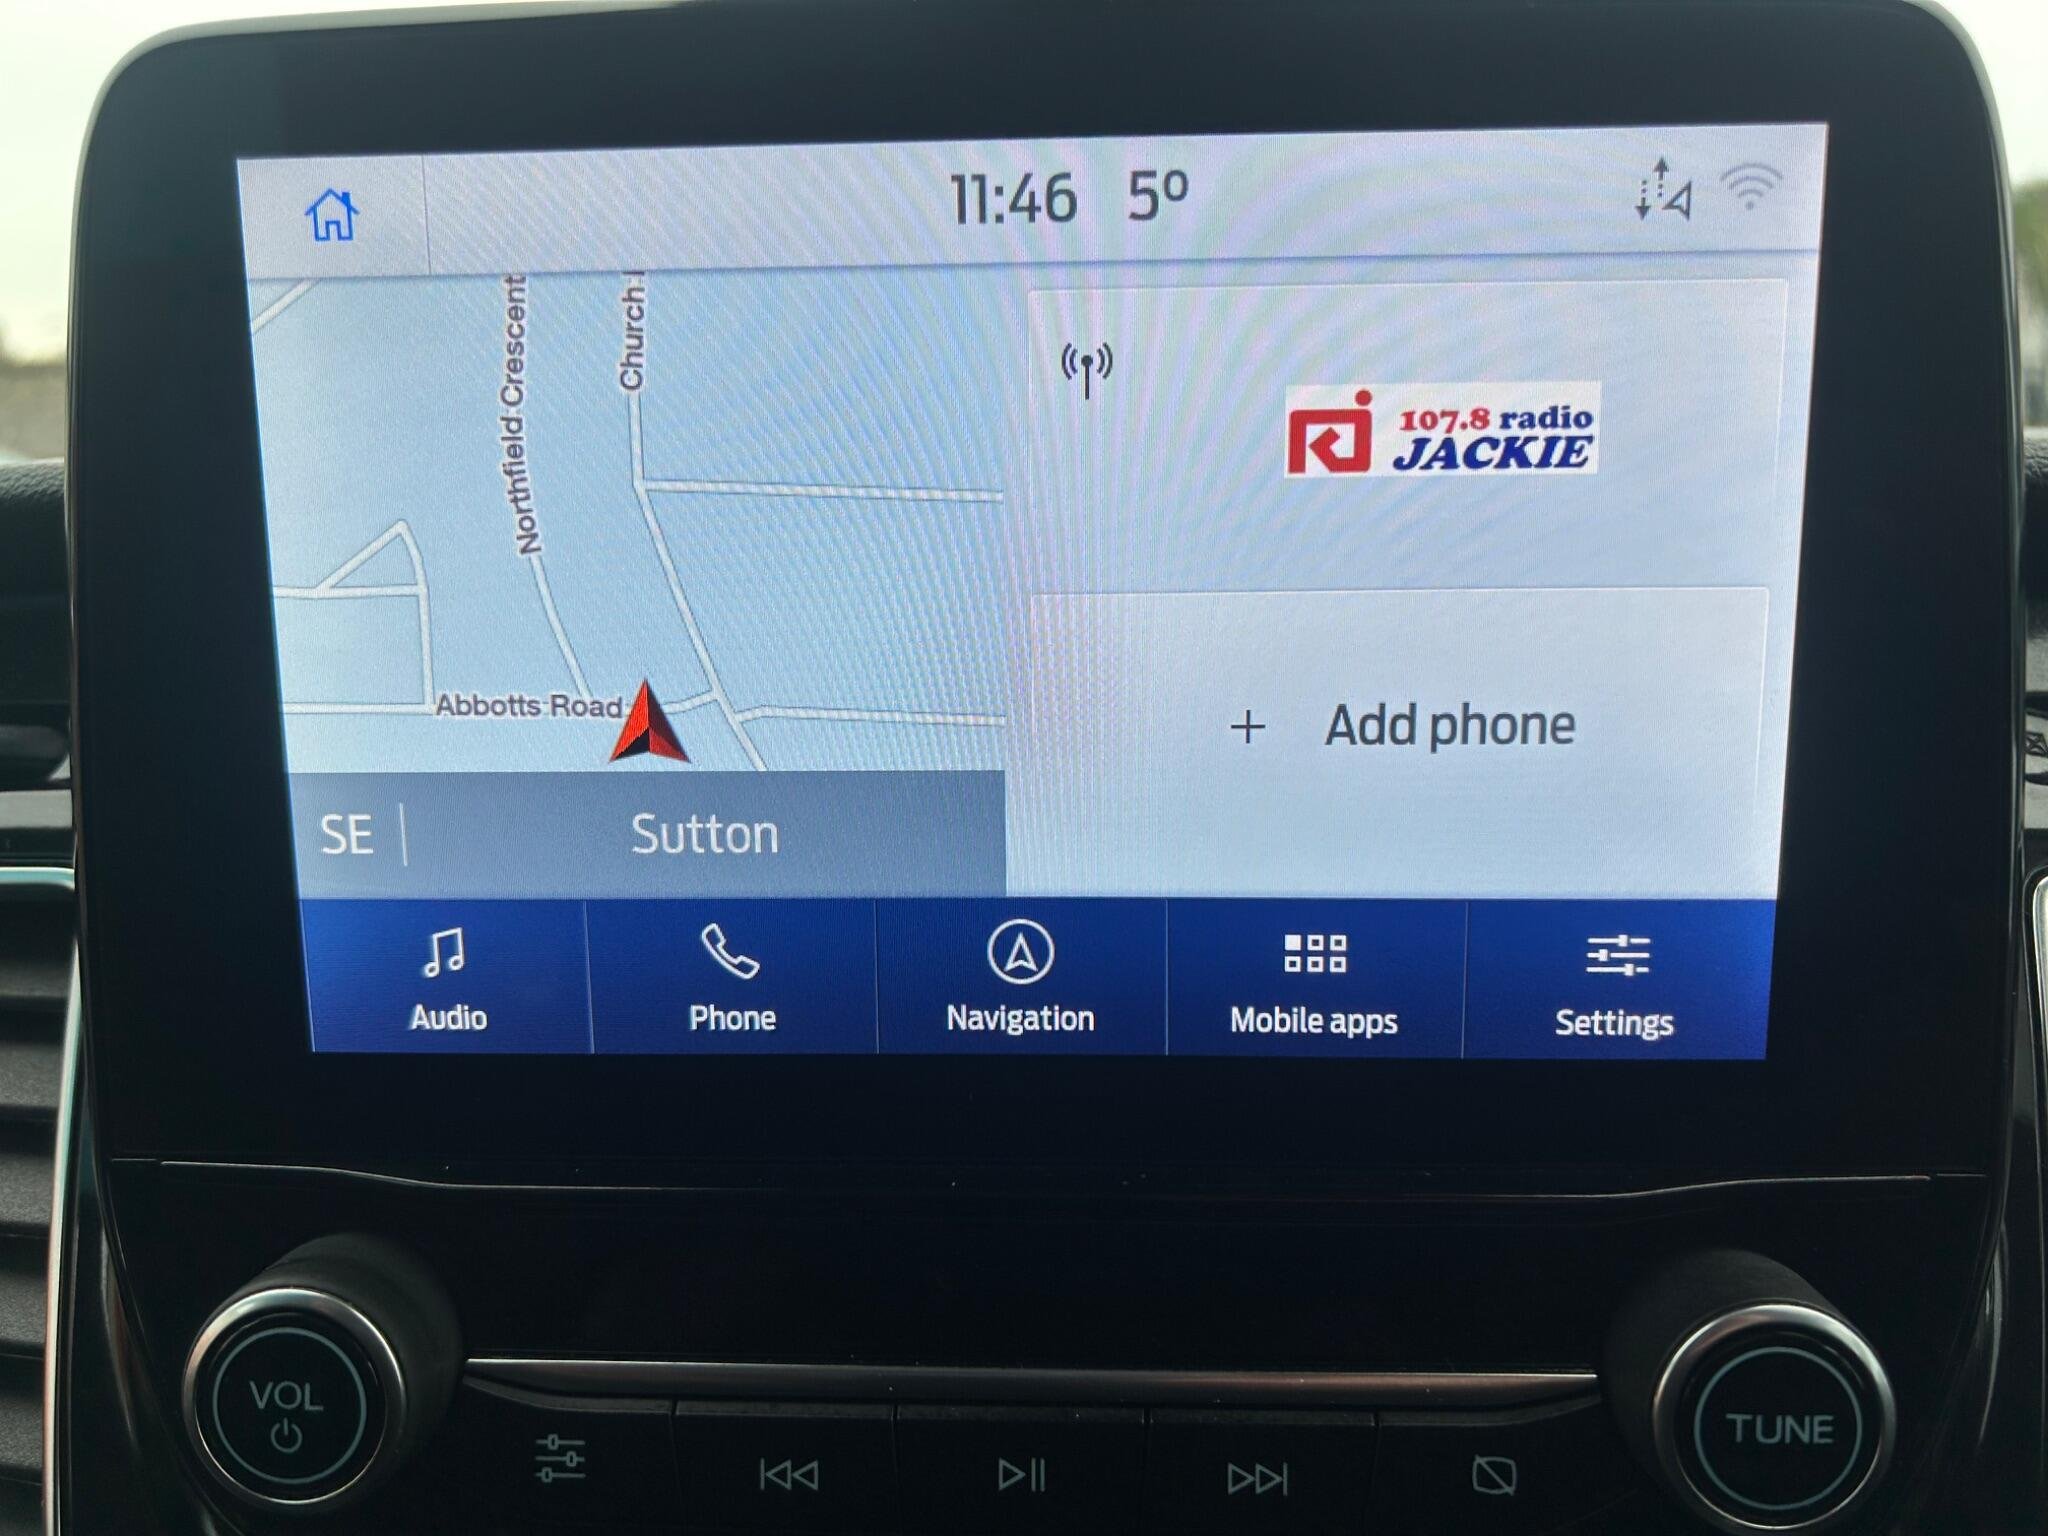 11:46 5º
Northfield Crescent
Church
107.8 radio
JACKIE
Abbotts Road
+ Add phone
SE | Sutton
Audio
Phone
Navigation
Mobile apps
Settings
VOL
TUNE